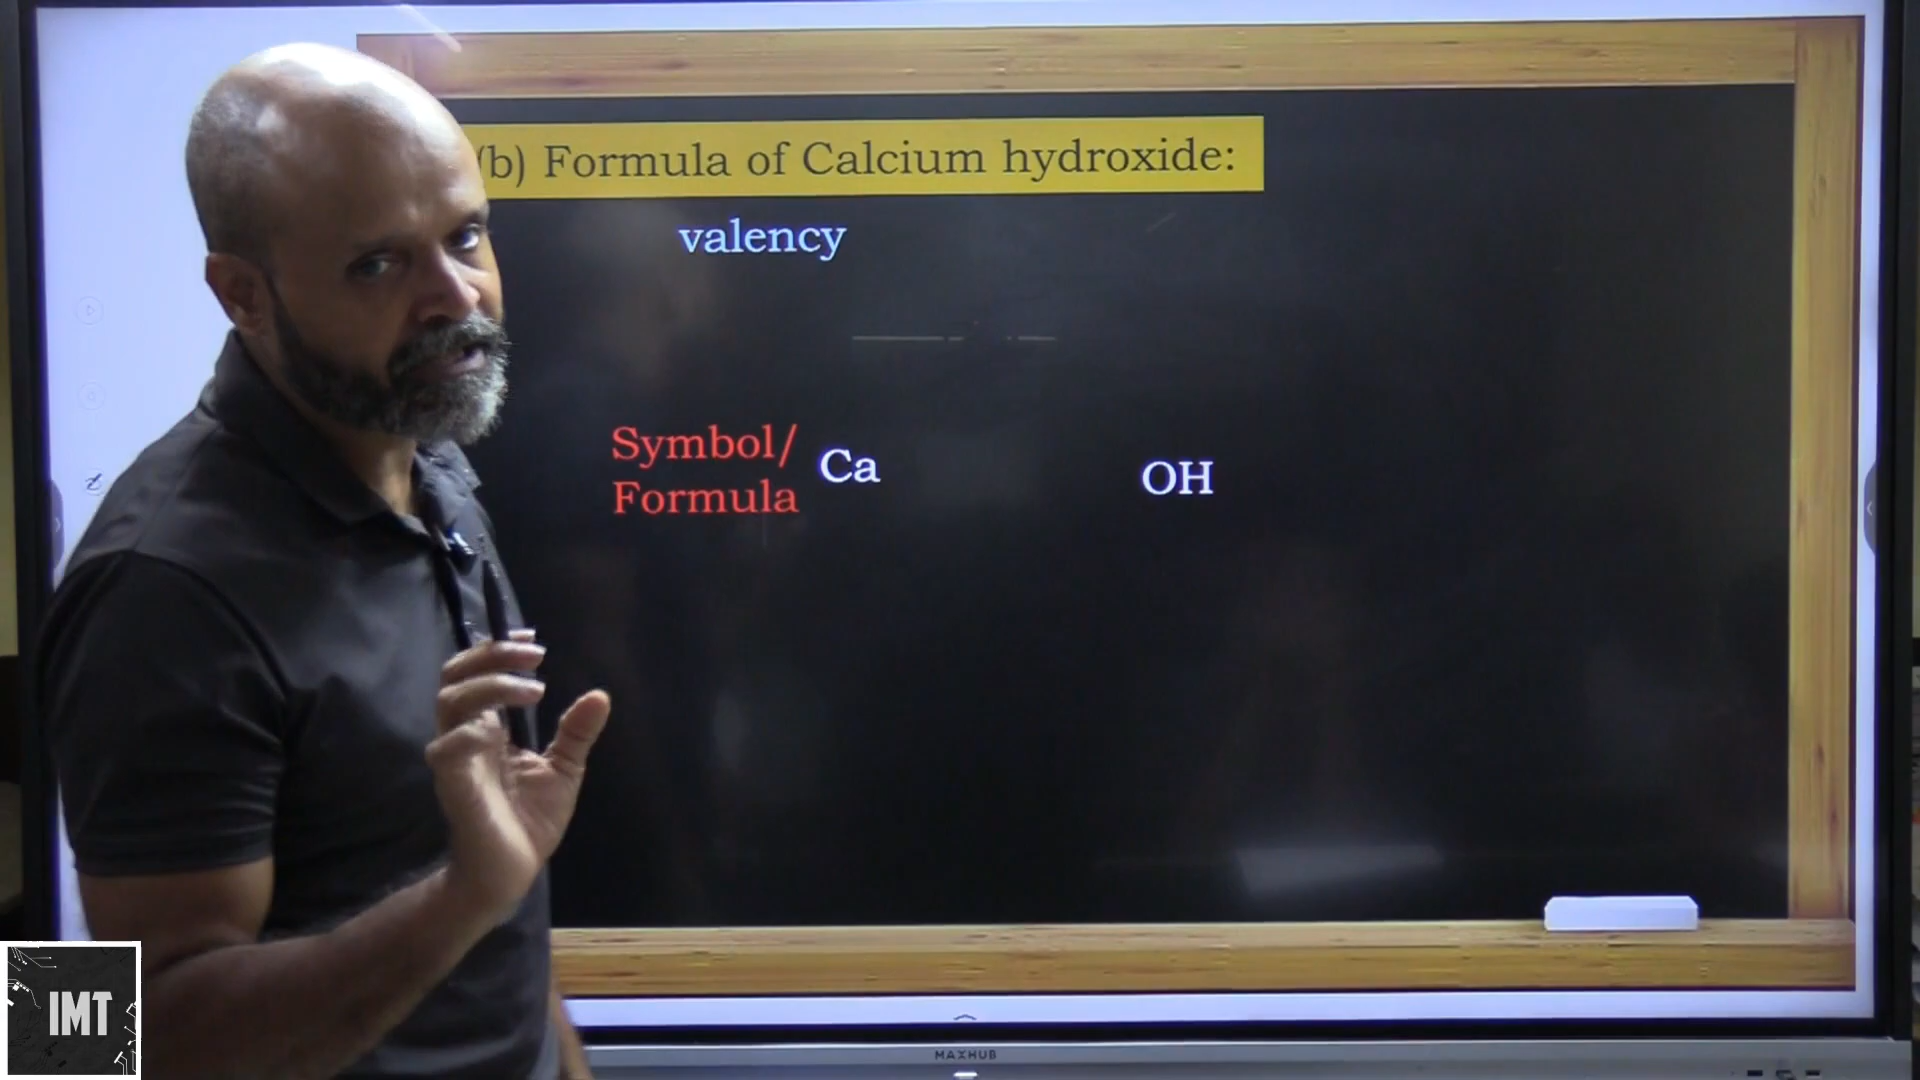 (b) Formula of Calcium hydroxide:
valency
Symbol/
Formula
Ca
OH
IMT
MAXHUB